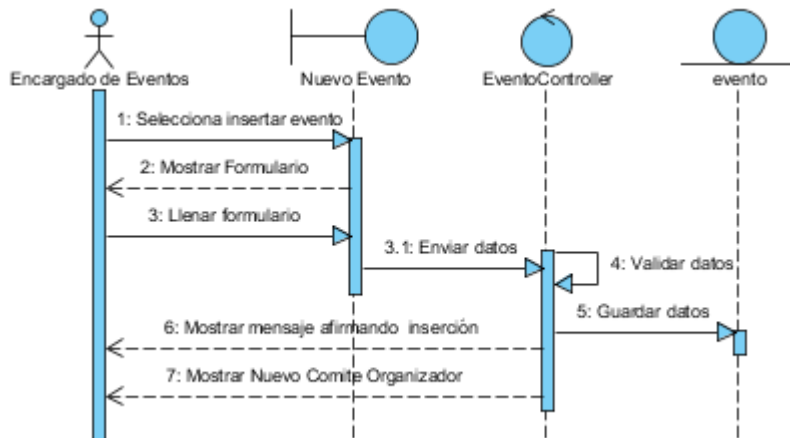 Encargado de Eventos
Nuevo Evento
EventoController
evento
1: Selecciona insertar evento
2: Mostrar Formulario
3: Llenar formulario
3.1: Enviar datos
4: Validar datos
5: Guardar datos
6: Mostrar mensaje afirmando inserción
7: Mostrar Nuevo Comite Organizador